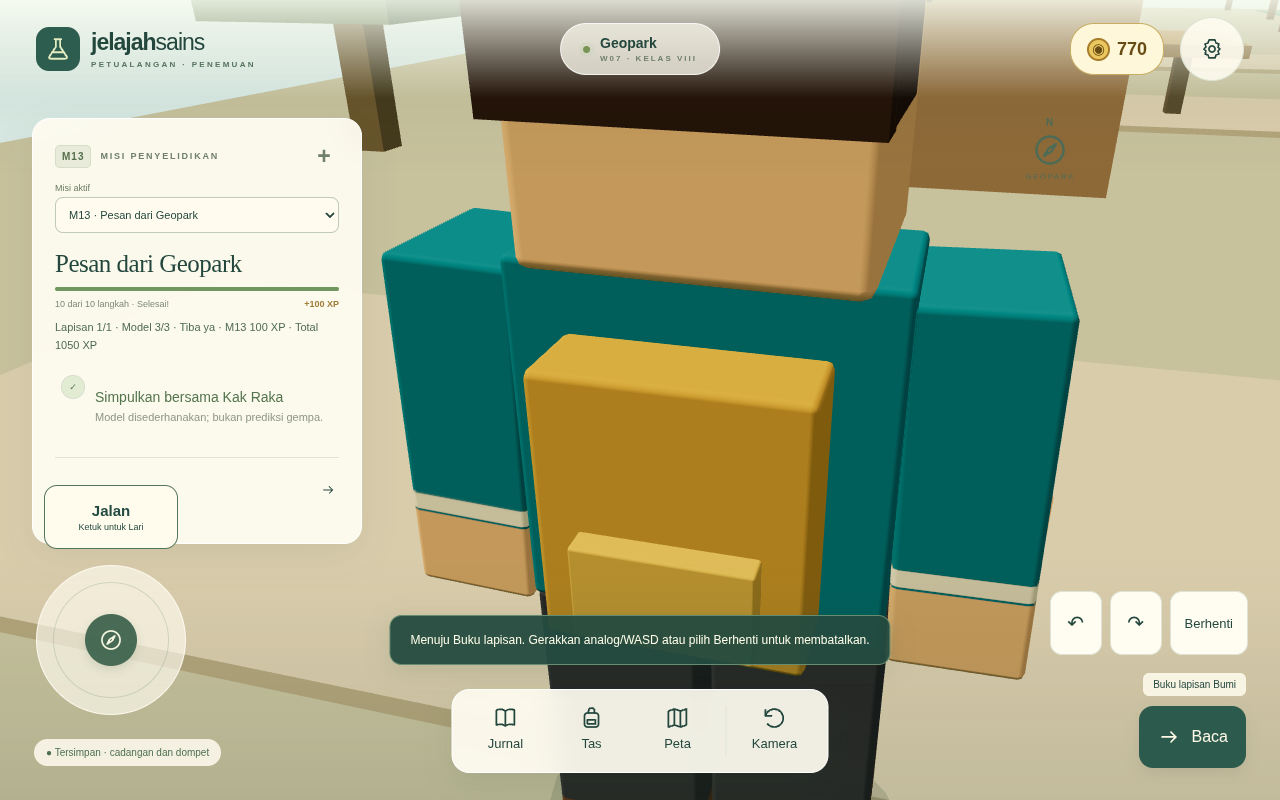 jelajahsains
PETUALANGAN · PENEMUAN
Geopark
W07 · KELAS VIII
770
N
GEOPARK
M13 MISI PENYELIDIKAN
Misi aktif
M13 · Pesan dari Geopark
Pesan dari Geopark
10 dari 10 langkah · Selesai! +100 XP
Lapisan 1/1 · Model 3/3 · Tiba ya · M13 100 XP · Total
1050 XP
Simpulkan bersama Kak Raka
Model disederhanakan; bukan prediksi gempa.
Jalan
Ketuk untuk Lari
Menuju Buku lapisan. Gerakkan analog/WASD atau pilih Berhenti untuk membatalkan.
Berhenti
Buku lapisan Bumi
Baca
Jurnal Tas Peta Kamera
Tersimpan · cadangan dan dompet